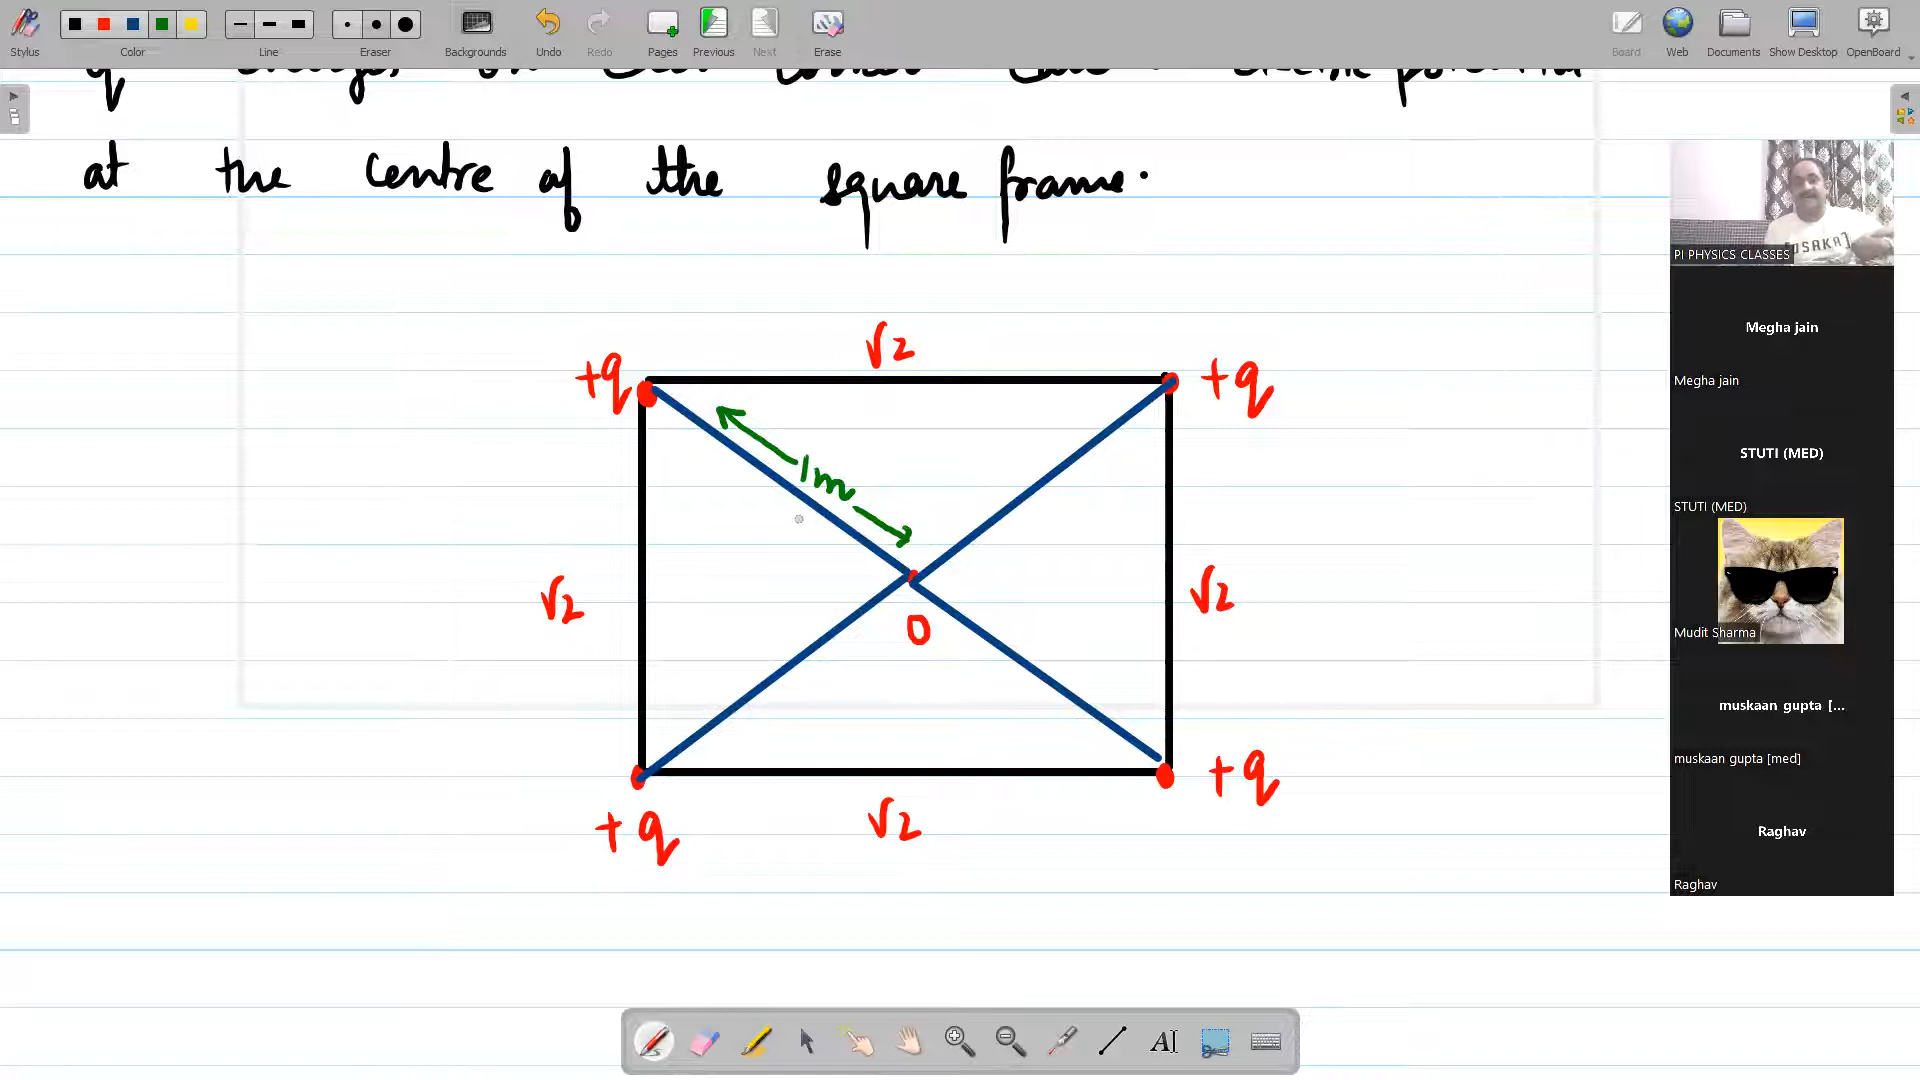 Stylus Color Line Eraser Backgrounds Undo Redo Pages Previous Next Erase Board Web Documents Show Desktop OpenBoard
at the centre of the square frame.
PI PHYSICS CLASSES
OSAKA
Megha jain
Megha jain
STUTI (MED)
STUTI (MED)
Mudit Sharma
muskaan gupta [...
muskaan gupta [med]
Raghav
Raghav
√2
+q +q
1m
√2 √2
O
+q
+q √2